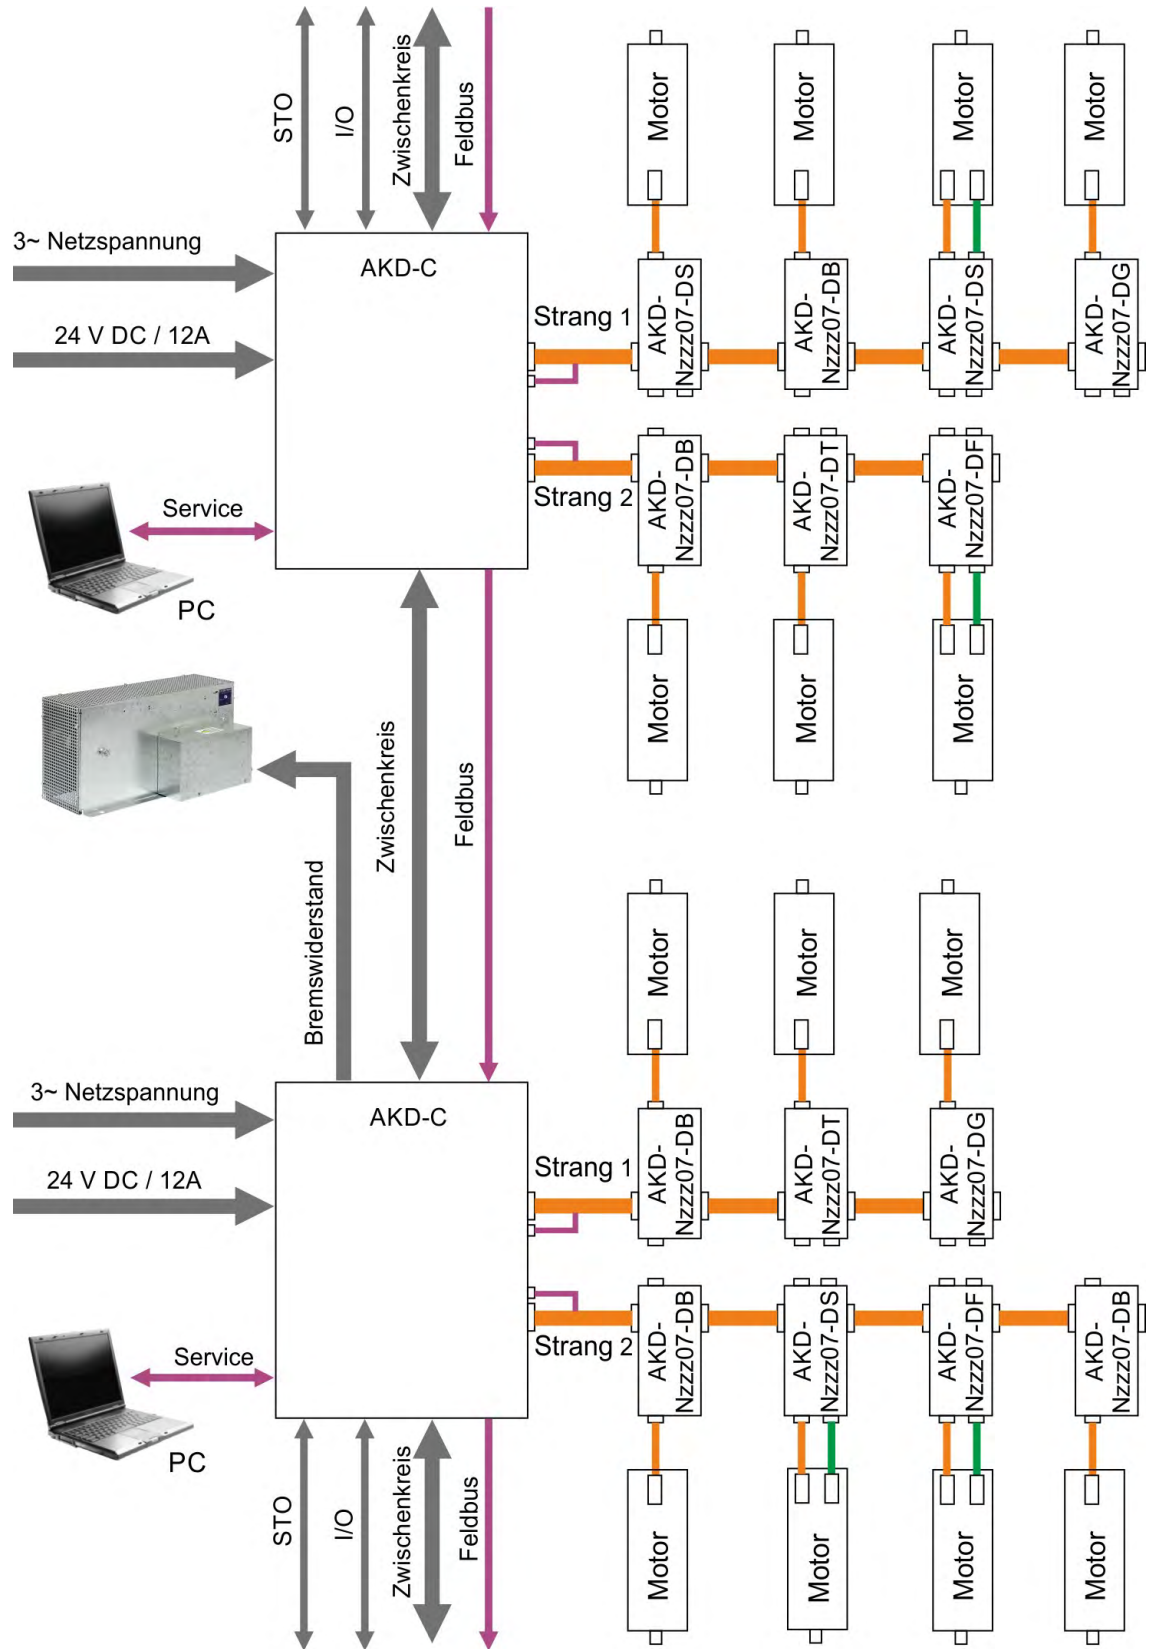 STO
I/O
Zwischenkreis
Feldbus
Motor
Motor
Motor
Motor
3~ Netzspannung
AKD-C
24 V DC / 12A
Strang 1
AKD-
Nzzz07-DS
AKD-
Nzzz07-DB
AKD-
Nzzz07-DS
AKD-
Nzzz07-DG
Strang 2
AKD-
Nzzz07-DB
AKD-
Nzzz07-DT
AKD-
Nzzz07-DF
Service
PC
Motor
Motor
Motor
Zwischenkreis
Feldbus
Bremswiderstand
Motor
Motor
Motor
3~ Netzspannung
AKD-C
24 V DC / 12A
Strang 1
AKD-
Nzzz07-DB
AKD-
Nzzz07-DT
AKD-
Nzzz07-DG
Strang 2
AKD-
Nzzz07-DB
AKD-
Nzzz07-DS
AKD-
Nzzz07-DF
AKD-
Nzzz07-DB
Service
PC
STO
I/O
Zwischenkreis
Feldbus
Motor
Motor
Motor
Motor